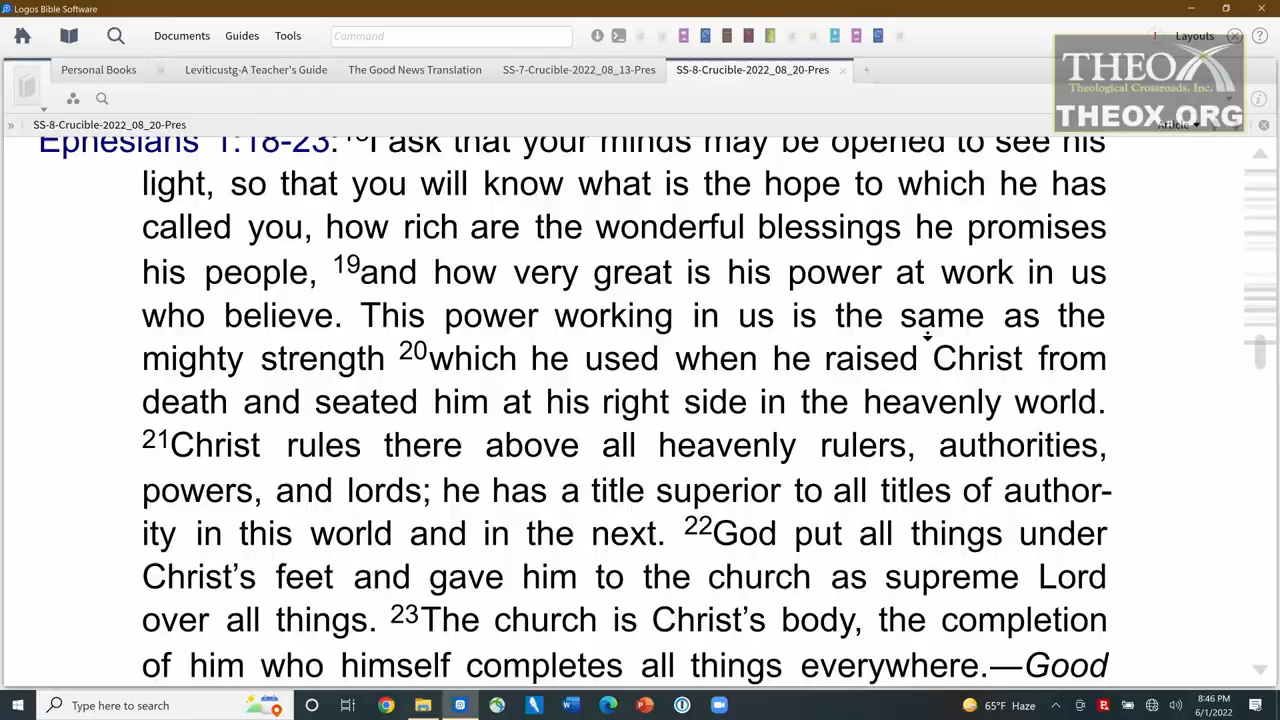 Logos Bible Software
Documents Guides Tools Command Layouts
Personal Books Leviticustg-A Teacher's Guide The Good News Translation SS-7-Crucible-2022_08_13-Pres SS-8-Crucible-2022_08_20-Pres
THEOX
Theological Crossroads, Inc.
THEOX.ORG
SS-8-Crucible-2022_08_20-Pres Article
Ephesians 1:18-23: 18I ask that your minds may be opened to see his
light, so that you will know what is the hope to which he has
called you, how rich are the wonderful blessings he promises
his people, 19and how very great is his power at work in us
who believe. This power working in us is the same as the
mighty strength 20which he used when he raised Christ from
death and seated him at his right side in the heavenly world.
21Christ rules there above all heavenly rulers, authorities,
powers, and lords; he has a title superior to all titles of author-
ity in this world and in the next. 22God put all things under
Christ's feet and gave him to the church as supreme Lord
over all things. 23The church is Christ's body, the completion
of him who himself completes all things everywhere.—Good
Type here to search 65°F Haze 8:46 PM
6/1/2022